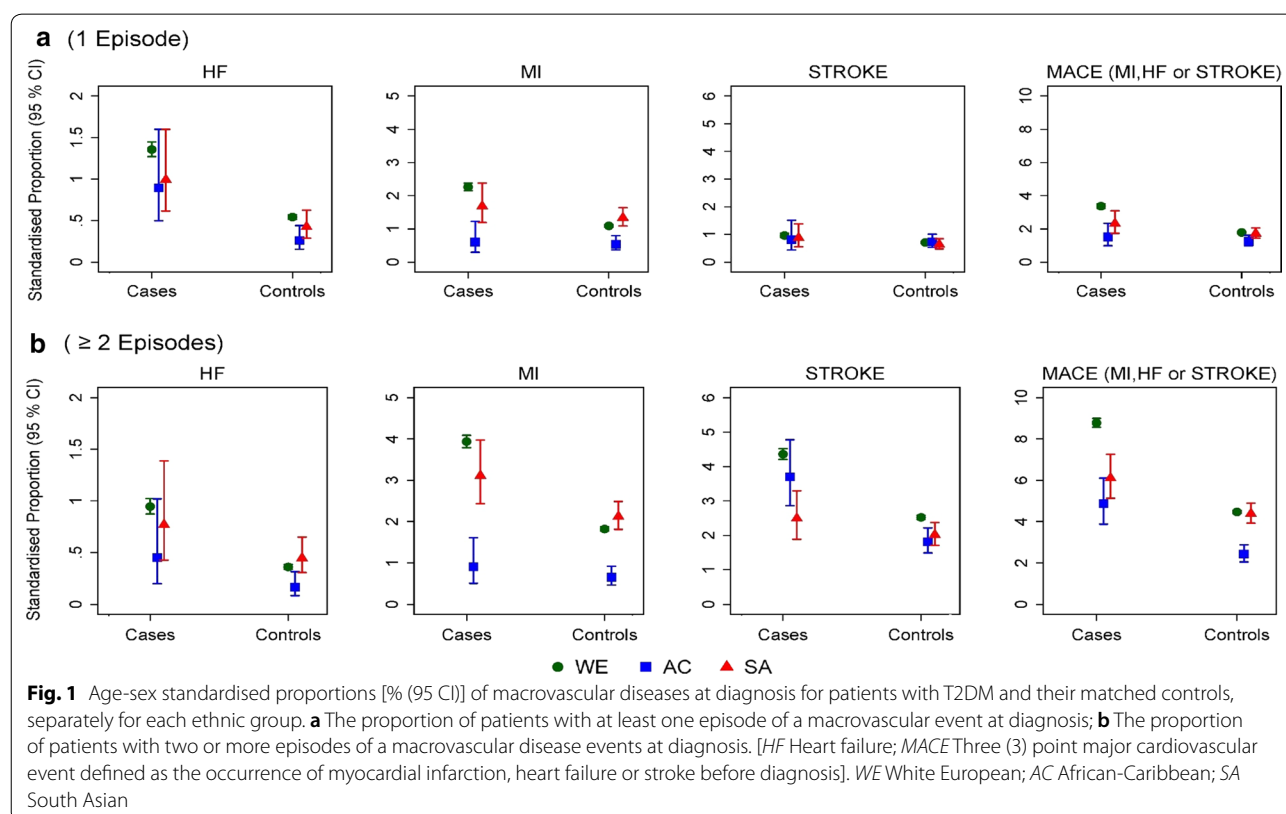 a (1 Episode)
HF
MI
STROKE
MACE (MI,HF or STROKE)
Standardised Proportion (95 % CI)
0 .5 1 1.5 2
0 1 2 3 4 5
0 1 2 3 4 5 6
0 2 4 6 8 10
Cases Controls
Cases Controls
Cases Controls
Cases Controls
b ( ≥ 2 Episodes)
HF
MI
STROKE
MACE (MI,HF or STROKE)
Standardised Proportion (95 % CI)
0 .5 1 1.5 2
0 1 2 3 4 5
0 1 2 3 4 5 6
0 2 4 6 8 10
Cases Controls
Cases Controls
Cases Controls
Cases Controls
WE AC SA
Fig. 1 Age-sex standardised proportions [% (95 CI)] of macrovascular diseases at diagnosis for patients with T2DM and their matched controls,
separately for each ethnic group. a The proportion of patients with at least one episode of a macrovascular event at diagnosis; b The proportion
of patients with two or more episodes of a macrovascular disease events at diagnosis. [HF Heart failure; MACE Three (3) point major cardiovascular
event defined as the occurrence of myocardial infarction, heart failure or stroke before diagnosis]. WE White European; AC African-Caribbean; SA
South Asian